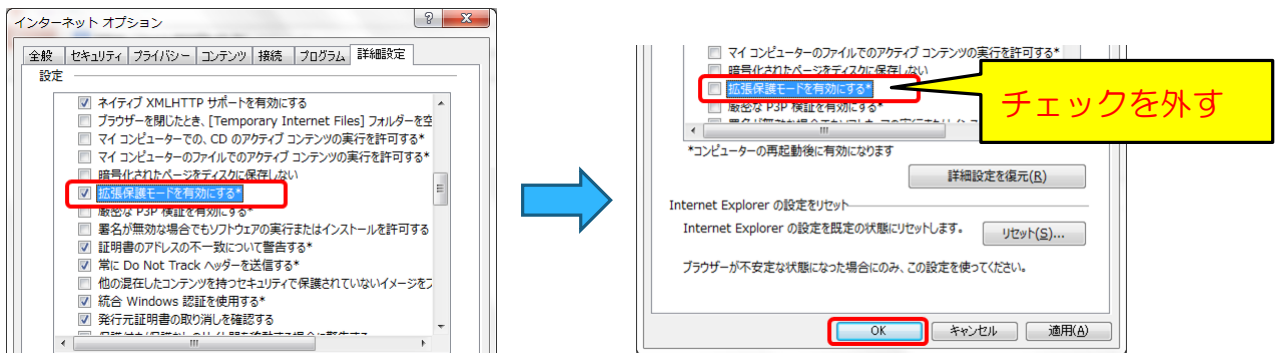 インターネット オプション
全般 セキュリティ プライバシー コンテンツ 接続 プログラム 詳細設定
設定
ネイティブ XMLHTTP サポートを有効にする
ブラウザーを閉じたとき、[Temporary Internet Files] フォルダーを空
マイ コンピューターでの、CD のアクティブ コンテンツの実行を許可する*
マイ コンピューターのファイルでのアクティブ コンテンツの実行を許可する*
暗号化されたページをディスクに保存しない
拡張保護モードを有効にする*
厳密な P3P 検証を有効にする*
署名が無効な場合でもソフトウェアの実行またはインストールを許可する
証明書のアドレスの不一致について警告する*
常に Do Not Track ヘッダーを送信する*
他の混在したコンテンツを持つセキュリティで保護されていないイメージをブ
統合 Windows 認証を使用する*
発行元証明書の取り消しを確認する
マイ コンピューターのファイルでのアクティブ コンテンツの実行を許可する*
暗号化されたページをディスクに保存しない
拡張保護モードを有効にする*
厳密な P3P 検証を有効にする*
チェックを外す
*コンピューターの再起動後に有効になります
詳細設定を復元(R)
Internet Explorer の設定をリセット
Internet Explorer の設定を既定の状態にリセットします。
リセット(S)...
ブラウザーが不安定な状態になった場合にのみ、この設定を使ってください。
OK キャンセル 適用(A)